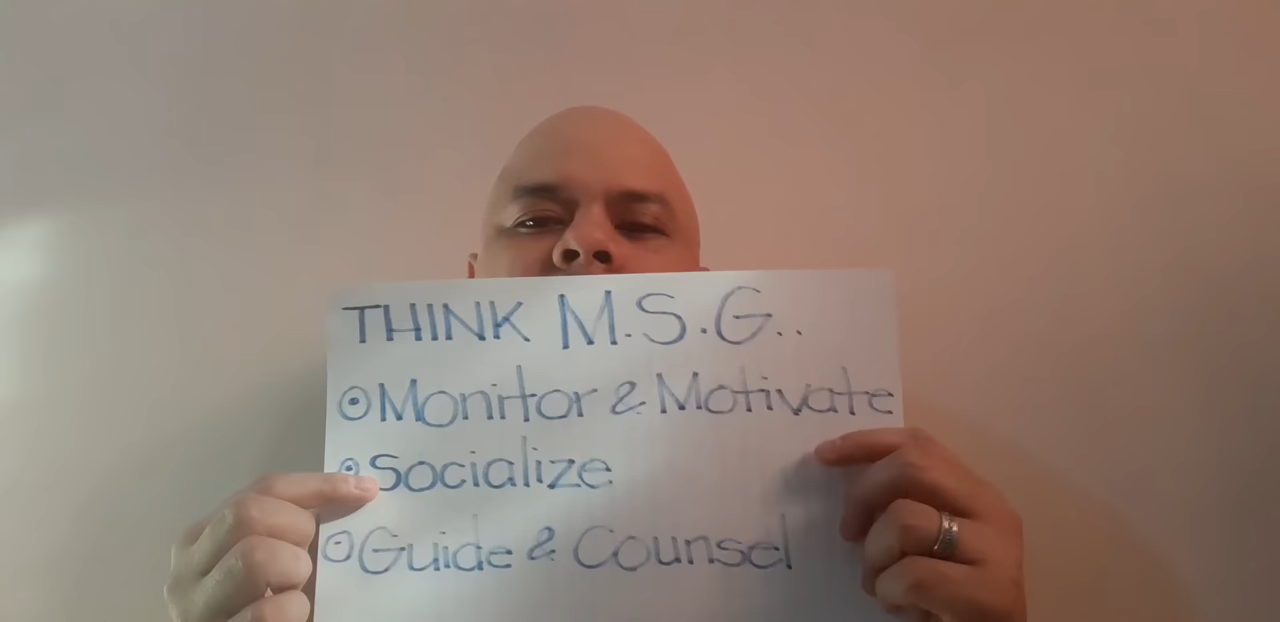 THINK M.S.G..
⊙Monitor & Motivate
⊙Socialize
⊙Guide & Counsel